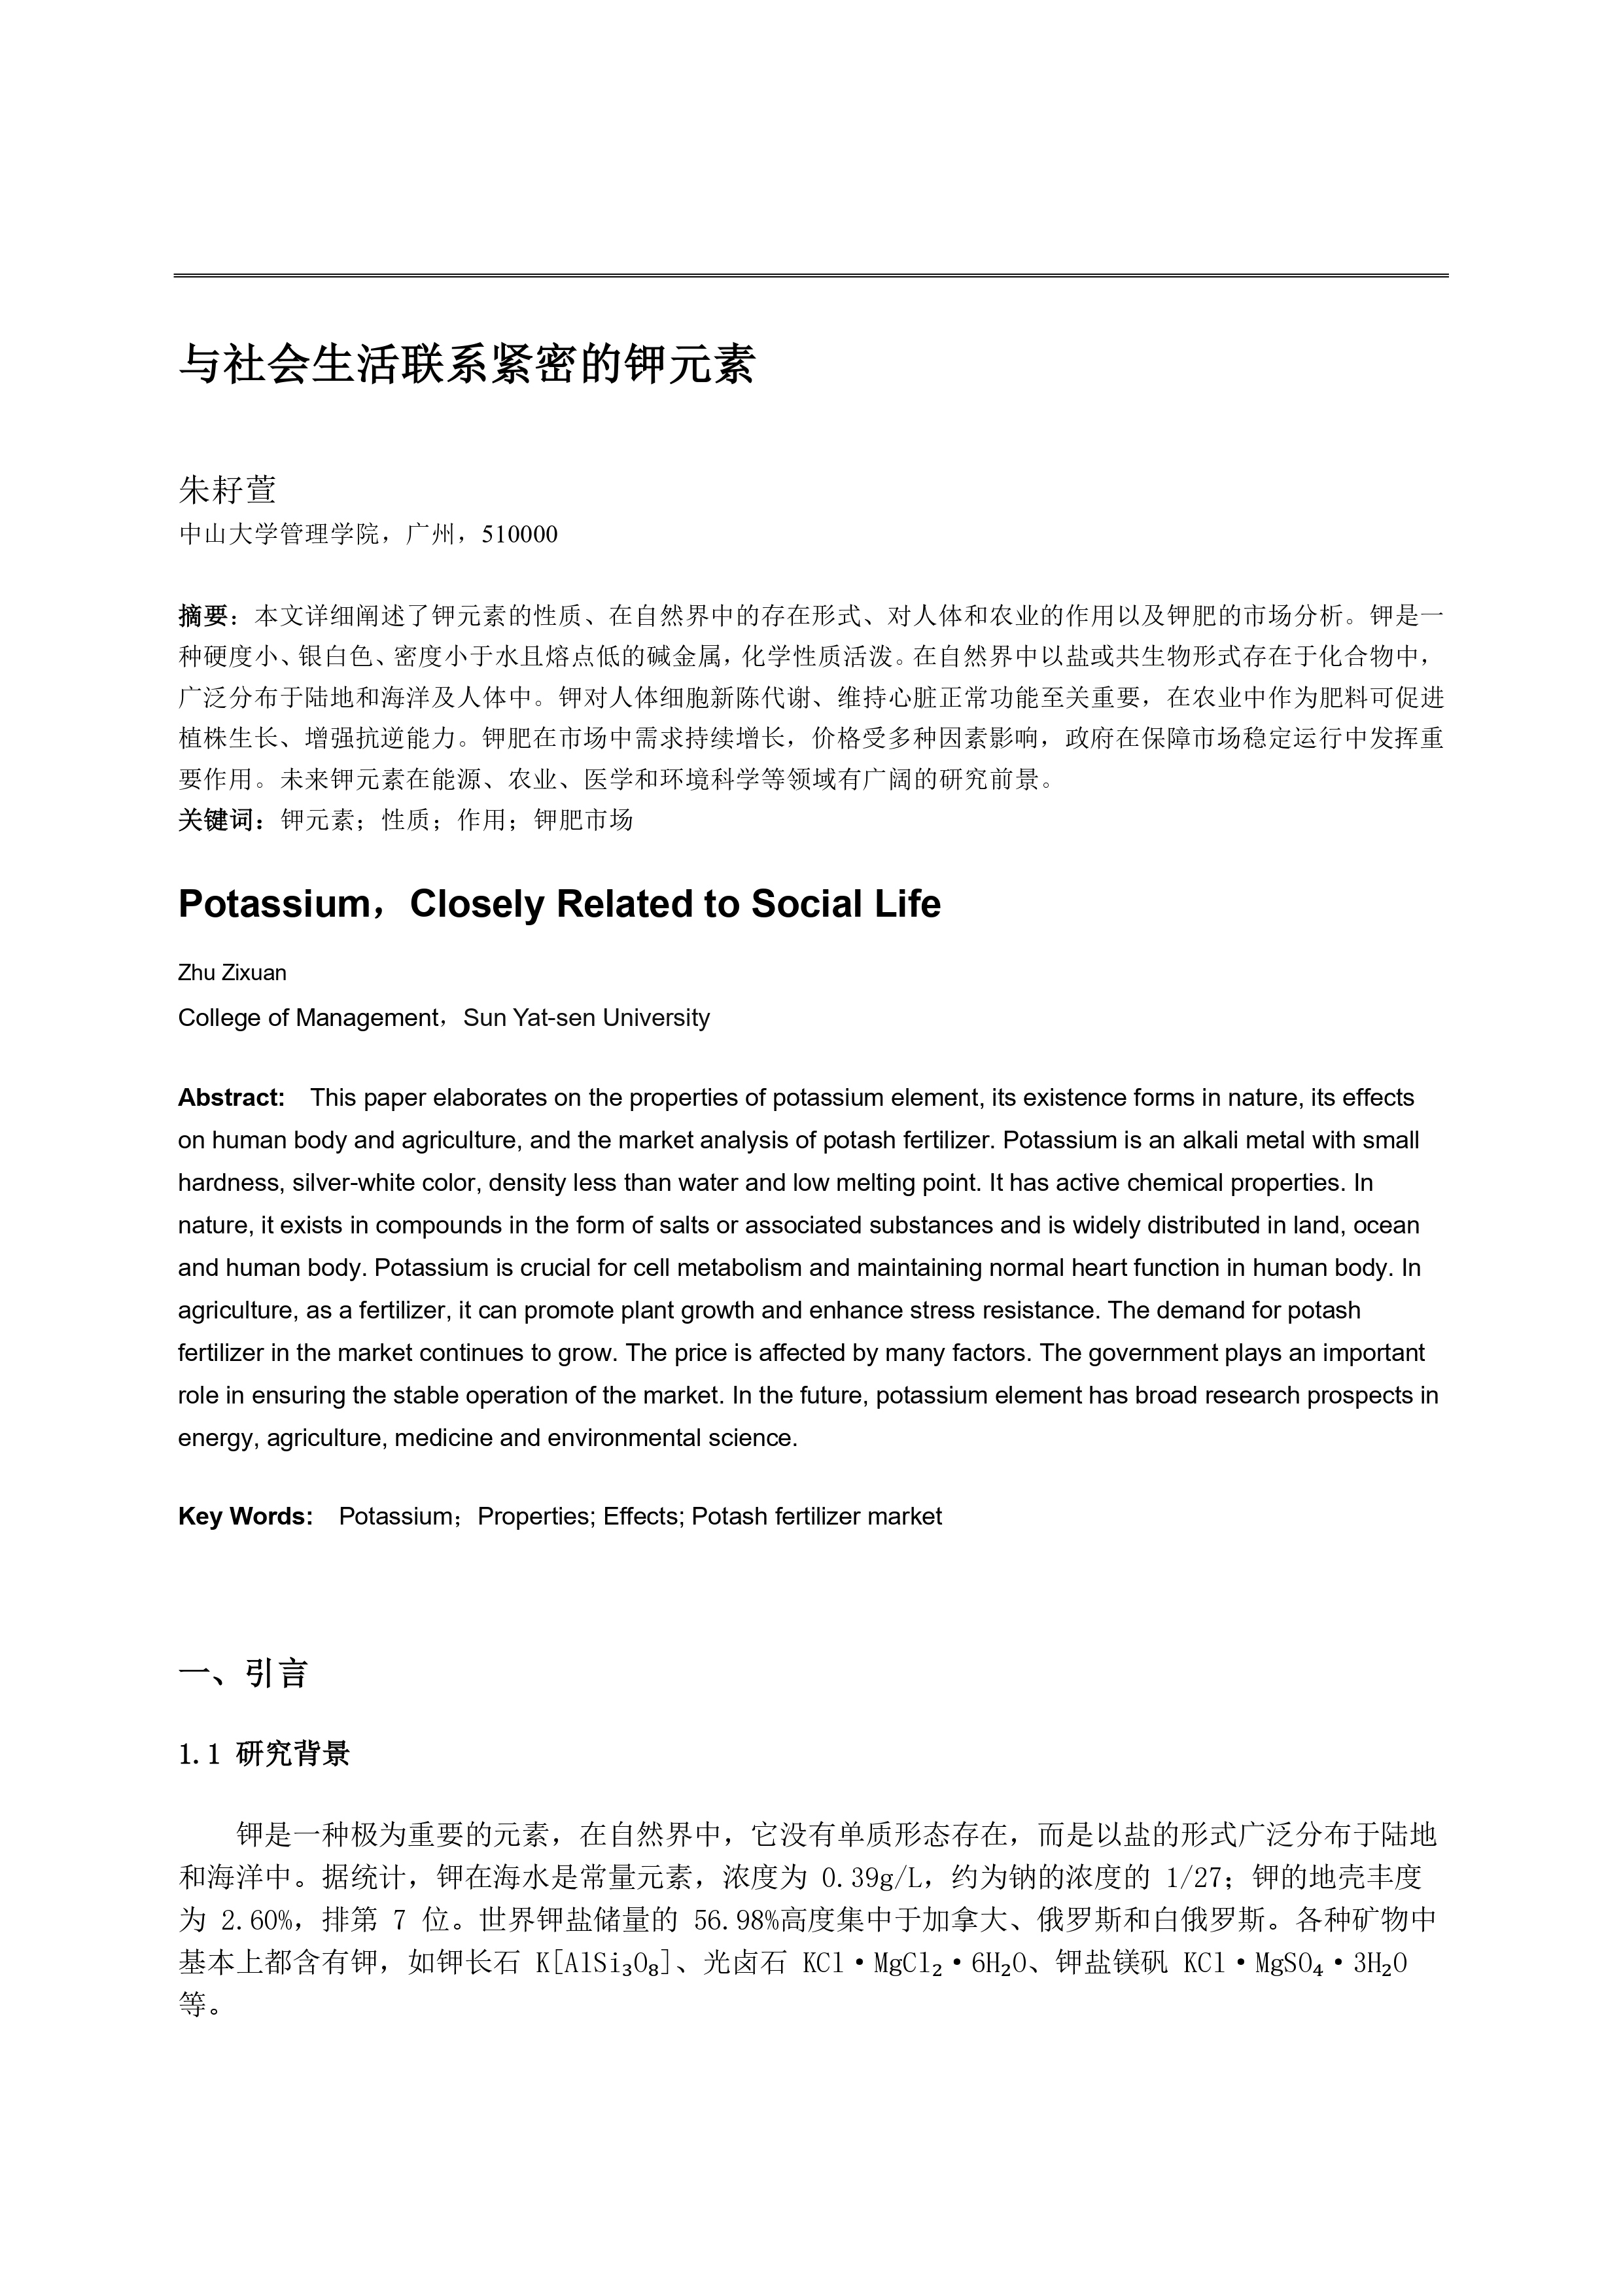 与社会生活联系紧密的钾元素
朱耔萱
中山大学管理学院，广州，510000
摘要：本文详细阐述了钾元素的性质、在自然界中的存在形式、对人体和农业的作用以及钾肥的市场分析。钾是一
种硬度小、银白色、密度小于水且熔点低的碱金属，化学性质活泼。在自然界中以盐或共生物形式存在于化合物中，
广泛分布于陆地和海洋及人体中。钾对人体细胞新陈代谢、维持心脏正常功能至关重要，在农业中作为肥料可促进
植株生长、增强抗逆能力。钾肥在市场中需求持续增长，价格受多种因素影响，政府在保障市场稳定运行中发挥重
要作用。未来钾元素在能源、农业、医学和环境科学等领域有广阔的研究前景。
关键词：钾元素；性质；作用；钾肥市场
Potassium，Closely Related to Social Life
Zhu Zixuan
College of Management，Sun Yat-sen University
Abstract: This paper elaborates on the properties of potassium element, its existence forms in nature, its effects
on human body and agriculture, and the market analysis of potash fertilizer. Potassium is an alkali metal with small
hardness, silver-white color, density less than water and low melting point. It has active chemical properties. In
nature, it exists in compounds in the form of salts or associated substances and is widely distributed in land, ocean
and human body. Potassium is crucial for cell metabolism and maintaining normal heart function in human body. In
agriculture, as a fertilizer, it can promote plant growth and enhance stress resistance. The demand for potash
fertilizer in the market continues to grow. The price is affected by many factors. The government plays an important
role in ensuring the stable operation of the market. In the future, potassium element has broad research prospects in
energy, agriculture, medicine and environmental science.
Key Words: Potassium；Properties; Effects; Potash fertilizer market
一、引言
1.1 研究背景
钾是一种极为重要的元素，在自然界中，它没有单质形态存在，而是以盐的形式广泛分布于陆地
和海洋中。据统计，钾在海水是常量元素，浓度为 0.39g/L，约为钠的浓度的 1/27；钾的地壳丰度
为 2.60%，排第 7 位。世界钾盐储量的 56.98%高度集中于加拿大、俄罗斯和白俄罗斯。各种矿物中
基本上都含有钾，如钾长石 K[AlSi₃O₈]、光卤石 KCl·MgCl₂·6H₂O、钾盐镁矾 KCl·MgSO₄·3H₂O
等。